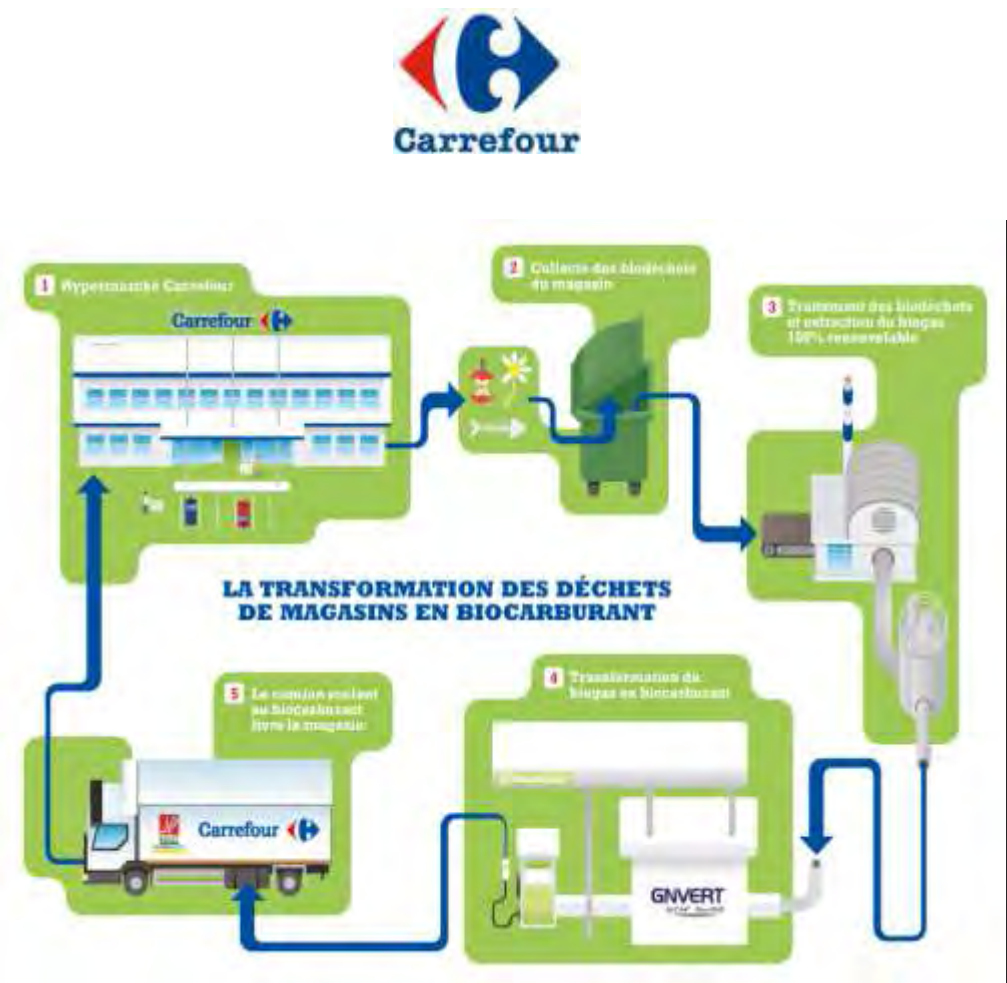 Carrefour
1 Hypermarché Carrefour
Carrefour
2 Collecte des biodéchets
du magasin
3 Traitement des biodéchets
et extraction du biogaz
100% renouvelable
LA TRANSFORMATION DES DÉCHETS
DE MAGASINS EN BIOCARBURANT
4 Transformation du
biogaz en biocarburant
5 Le camion roulant
au biocarburant
livre le magasin
Carrefour
GNVERT